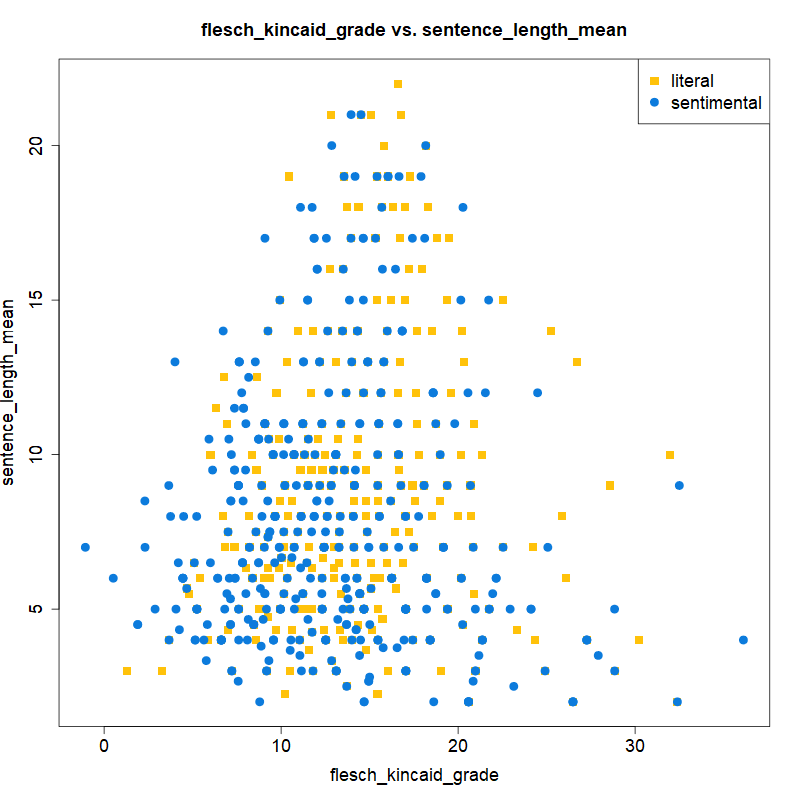 flesch_kincaid_grade vs. sentence_length_mean
literal
sentimental
sentence_length_mean
20
15
10
5
0 10 20 30
flesch_kincaid_grade